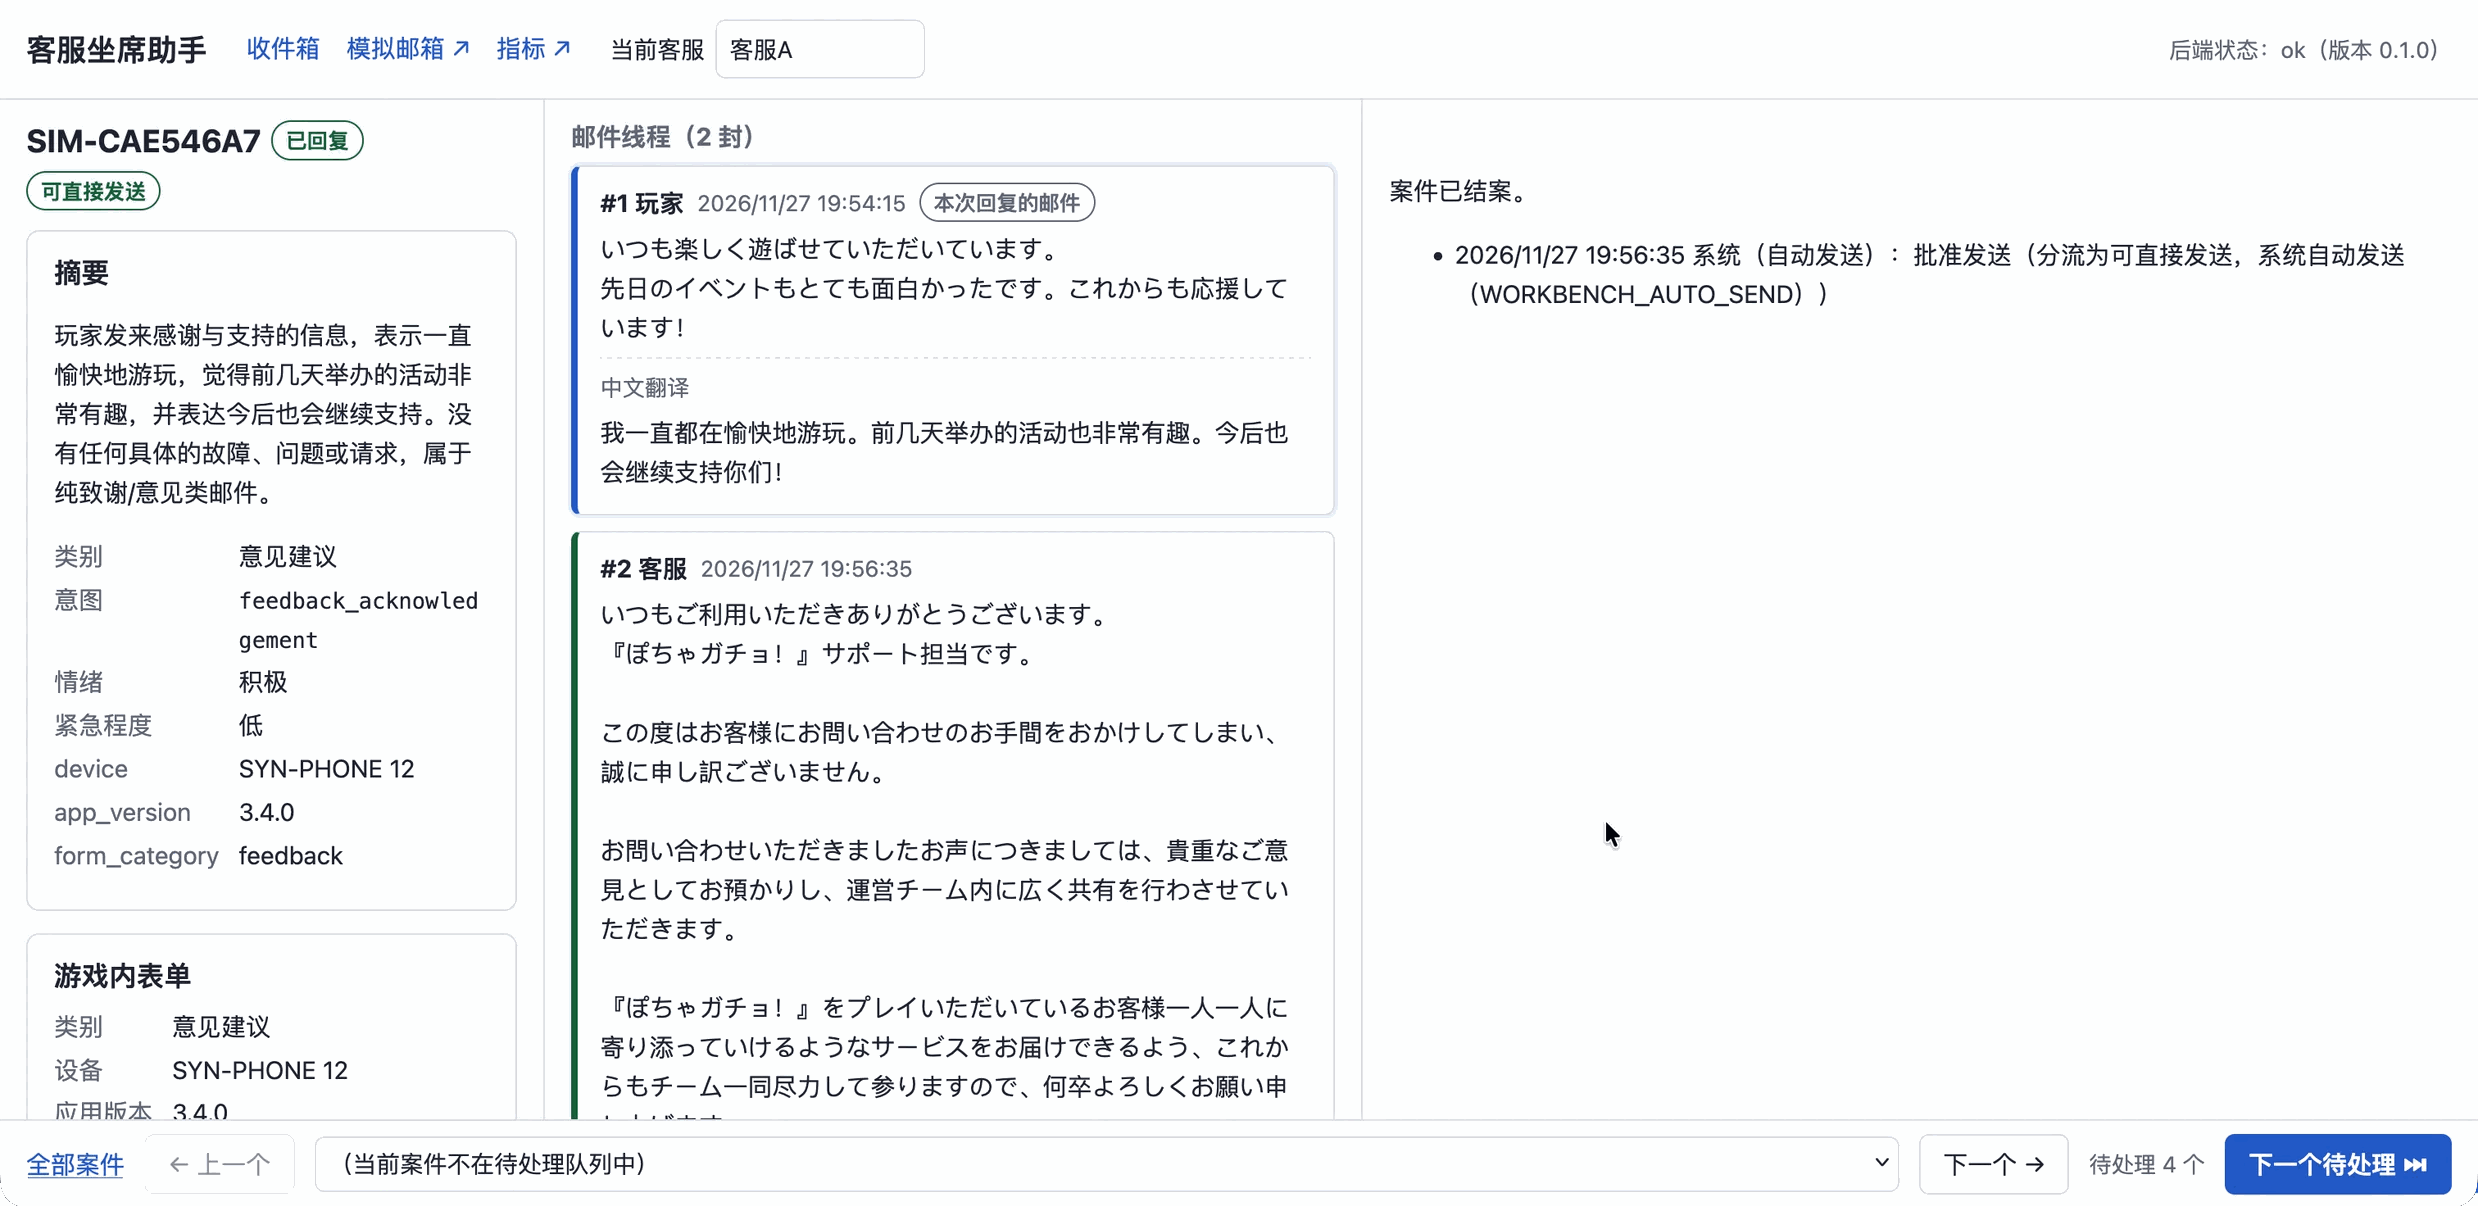 客服坐席助手 收件箱 模拟邮箱 ↗ 指标 ↗ 当前客服 客服A 后端状态：ok（版本 0.1.0）
SIM-CAE546A7 已回复
可直接发送
摘要
玩家发来感谢与支持的信息，表示一直
愉快地游玩，觉得前几天举办的活动非
常有趣，并表达今后也会继续支持。没
有任何具体的故障、问题或请求，属于
纯致谢/意见类邮件。
类别 意见建议
意图 feedback_acknowled
gement
情绪 积极
紧急程度 低
device SYN-PHONE 12
app_version 3.4.0
form_category feedback
游戏内表单
类别 意见建议
设备 SYN-PHONE 12
应用版本 3.4.0
邮件线程（2 封）
#1 玩家 2026/11/27 19:54:15 本次回复的邮件
いつも楽しく遊ばせていただいています。
先日のイベントもとても面白かったです。これからも応援して
います！
中文翻译
我一直都在愉快地游玩。前几天举办的活动也非常有趣。今后也
会继续支持你们！
#2 客服 2026/11/27 19:56:35
いつもご利用いただきありがとうございます。
『ぽちゃガチョ！』サポート担当です。
この度はお客様にお問い合わせのお手間をおかけしてしまい、
誠に申し訳ございません。
お問い合わせいただきましたお声につきましては、貴重なご意
見としてお預かりし、運営チーム内に広く共有を行わさせてい
ただきます。
『ぽちゃガチョ！』をプレイいただいているお客様一人一人に
寄り添っていけるようなサービスをお届けできるよう、これか
らもチーム一同尽力して参りますので、何卒よろしくお願い申
案件已结案。
• 2026/11/27 19:56:35 系统（自动发送）：批准发送（分流为可直接发送，系统自动发送
（WORKBENCH_AUTO_SEND））
全部案件 ← 上一个 （当前案件不在待处理队列中） 下一个 → 待处理 4 个 下一个待处理 ⏭